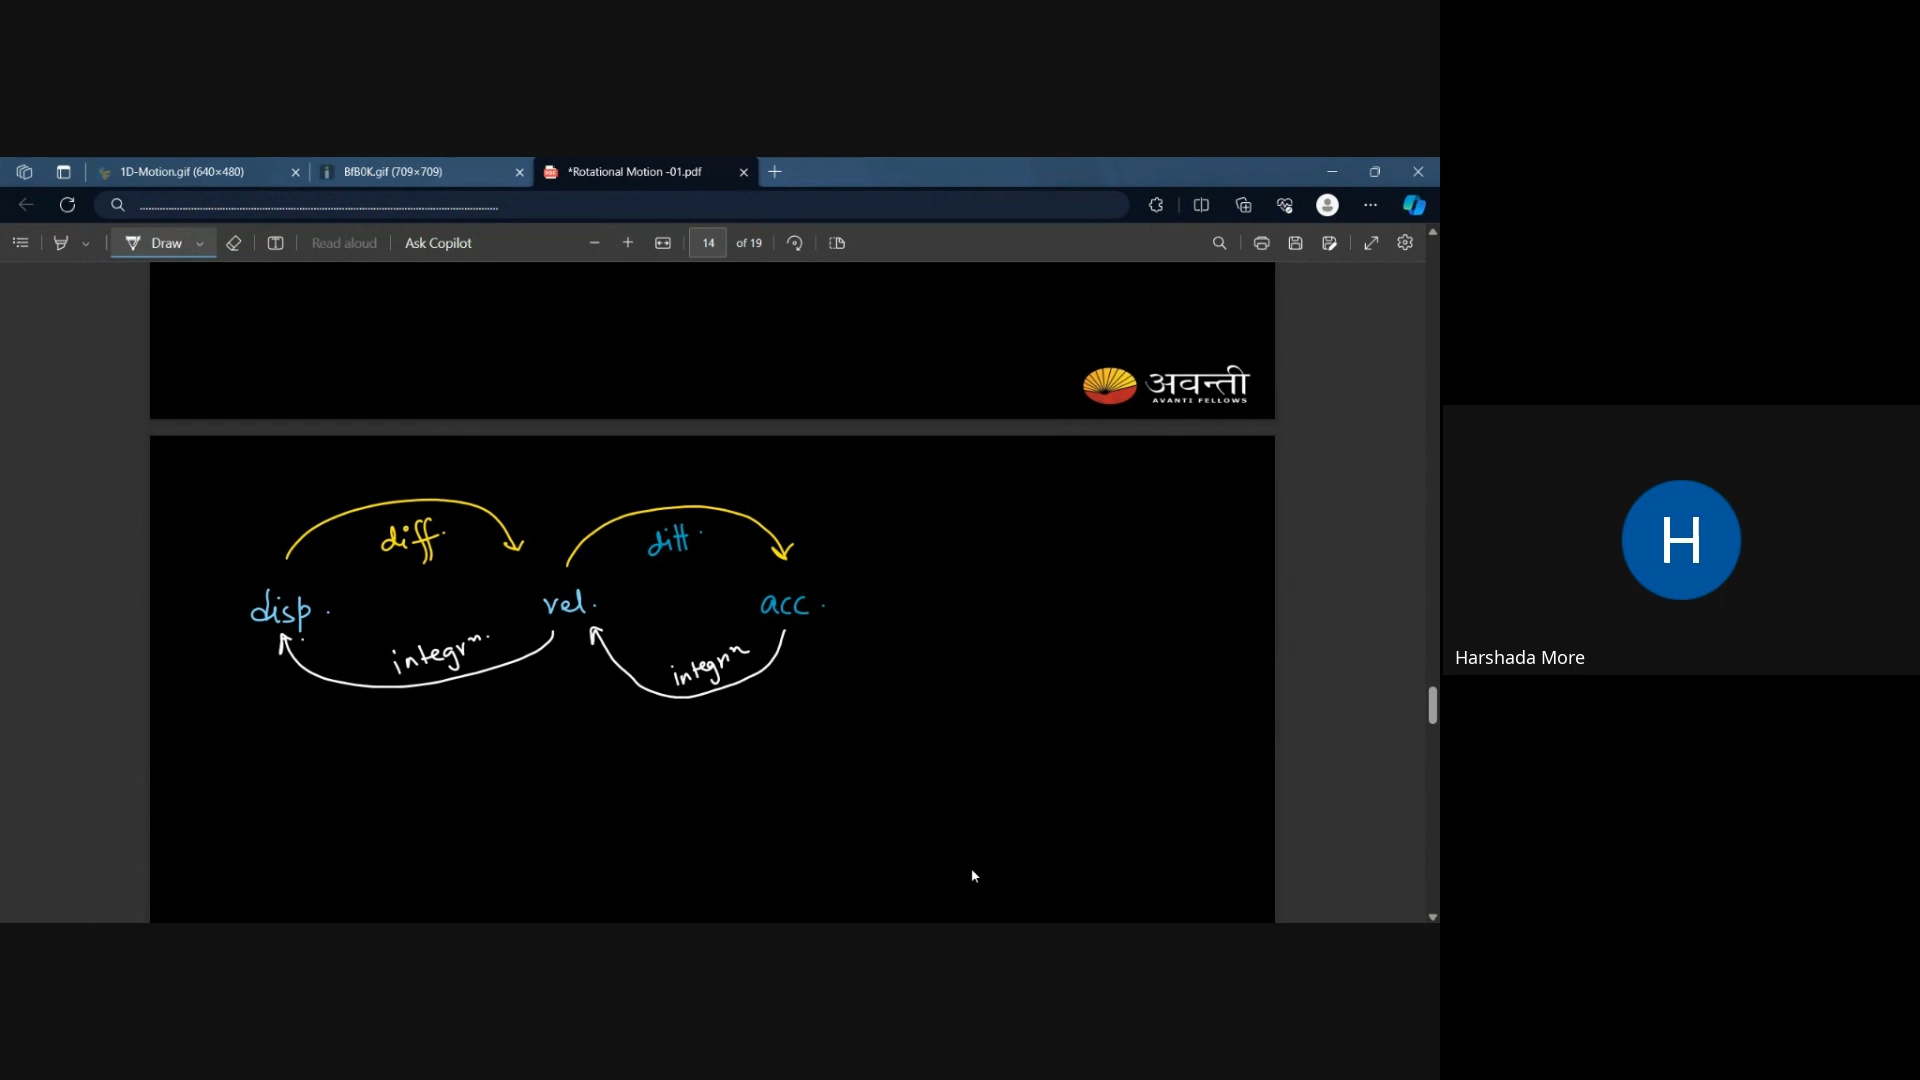 1D-Motion.gif (640×480)
BfB0K.gif (709×709)
*Rotational Motion -01.pdf
Draw
Read aloud
Ask Copilot
14
of 19
अवन्ती
AVANTI FELLOWS
diff.
diff.
disp.
vel.
acc.
integrn.
integrn
H
Harshada More